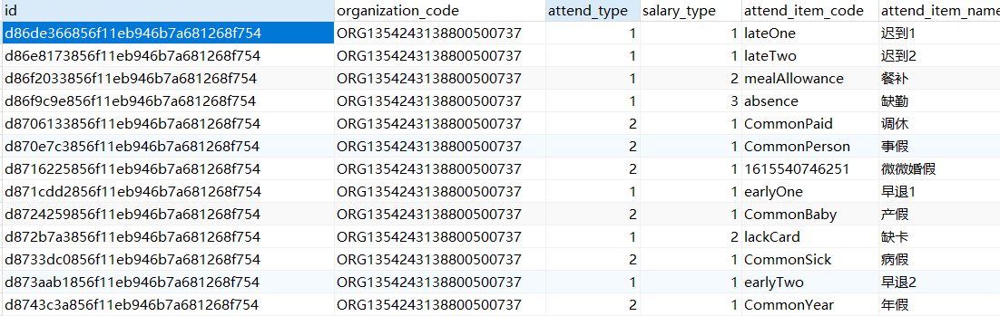 id organization_code attend_type salary_type attend_item_code attend_item_name
d86de366856f11eb946b7a681268f754 ORG1354243138800500737 1 1 lateOne 迟到1
d86e8173856f11eb946b7a681268f754 ORG1354243138800500737 1 1 lateTwo 迟到2
d86f2033856f11eb946b7a681268f754 ORG1354243138800500737 1 2 mealAllowance 餐补
d86f9c9e856f11eb946b7a681268f754 ORG1354243138800500737 1 3 absence 缺勤
d8706133856f11eb946b7a681268f754 ORG1354243138800500737 2 1 CommonPaid 调休
d870e7c3856f11eb946b7a681268f754 ORG1354243138800500737 2 1 CommonPerson 事假
d8716225856f11eb946b7a681268f754 ORG1354243138800500737 2 1 1615540746251 微微婚假
d871cdd2856f11eb946b7a681268f754 ORG1354243138800500737 1 1 earlyOne 早退1
d8724259856f11eb946b7a681268f754 ORG1354243138800500737 2 1 CommonBaby 产假
d872b7a3856f11eb946b7a681268f754 ORG1354243138800500737 1 2 lackCard 缺卡
d8733dc0856f11eb946b7a681268f754 ORG1354243138800500737 2 1 CommonSick 病假
d873aab1856f11eb946b7a681268f754 ORG1354243138800500737 1 1 earlyTwo 早退2
d8743c3a856f11eb946b7a681268f754 ORG1354243138800500737 2 1 CommonYear 年假